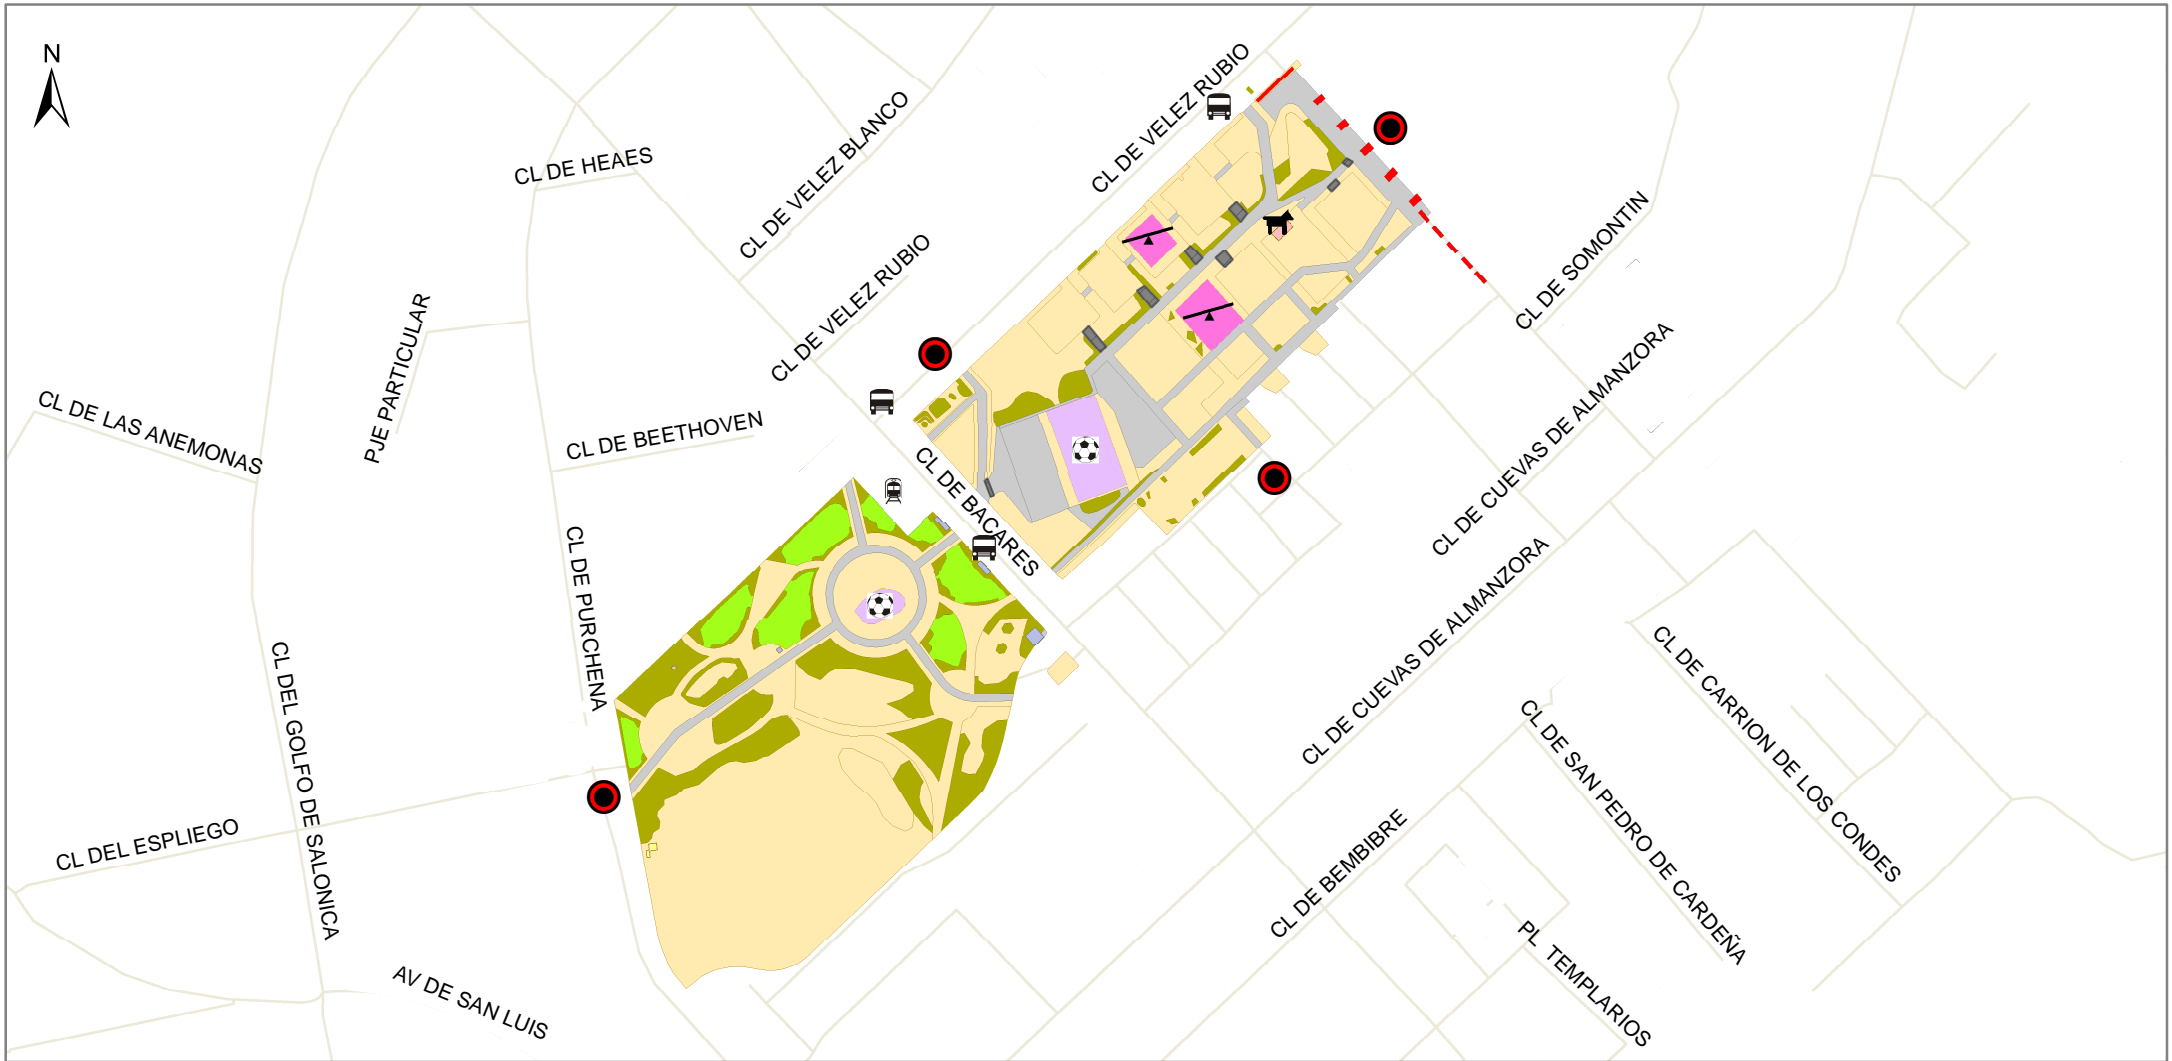 N
CL DE VELEZ RUBIO
CL DE VELEZ BLANCO
CL DE HEAES
CL DE SOMONTIN
CL DE VELEZ RUBIO
PJE PARTICULAR
CL DE CUEVAS DE ALMANZORA
CL DE LAS ANEMONAS
CL DE BEETHOVEN
CL DE BACARES
CL DE PURCHENA
CL DE CUEVAS DE ALMANZORA
CL DEL GOLFO DE SALONICA
CL DE CARRION DE LOS CONDES
CL DE SAN PEDRO DE CARDEÑA
CL DEL ESPLIEGO
CL DE BEMBIBRE
PL TEMPLARIOS
AV DE SAN LUIS